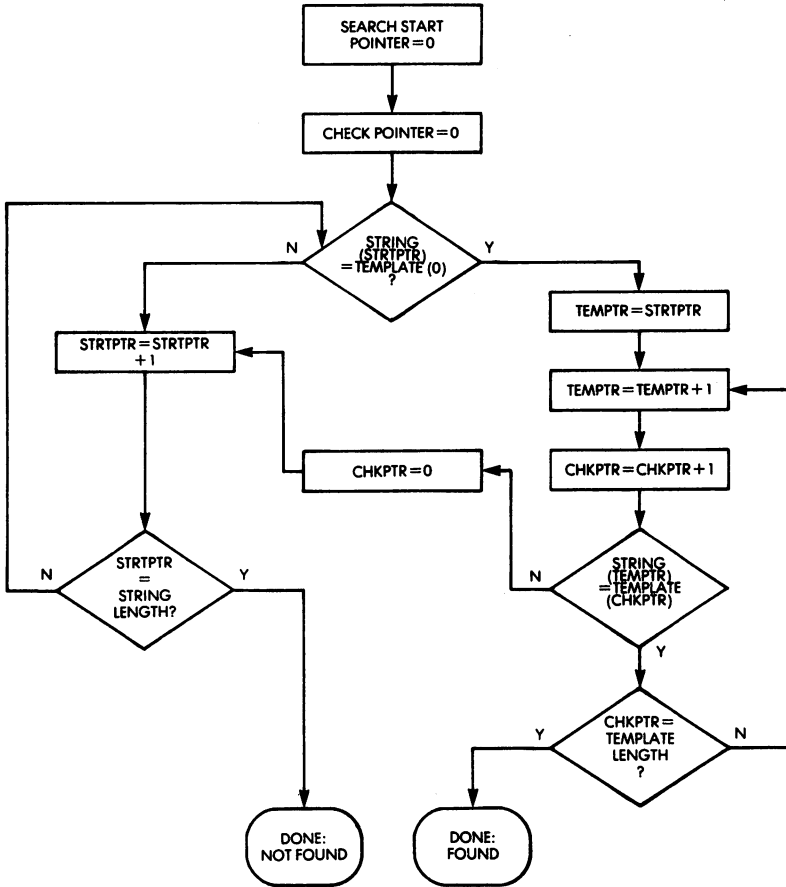 SEARCH START
POINTER=0
CHECK POINTER=0
STRING
(STRTPTR)
=TEMPLATE (0)
?
N
Y
TEMPTR=STRTPTR
STRTPTR=STRTPTR
+1
TEMPTR=TEMPTR+1
CHKPTR=0
CHKPTR=CHKPTR+1
STRTPTR
=
STRING
LENGTH?
N
Y
STRING
(TEMPTR)
=TEMPLATE
(CHKPTR)
N
Y
CHKPTR=
TEMPLATE
LENGTH
?
Y
N
DONE:
NOT FOUND
DONE:
FOUND